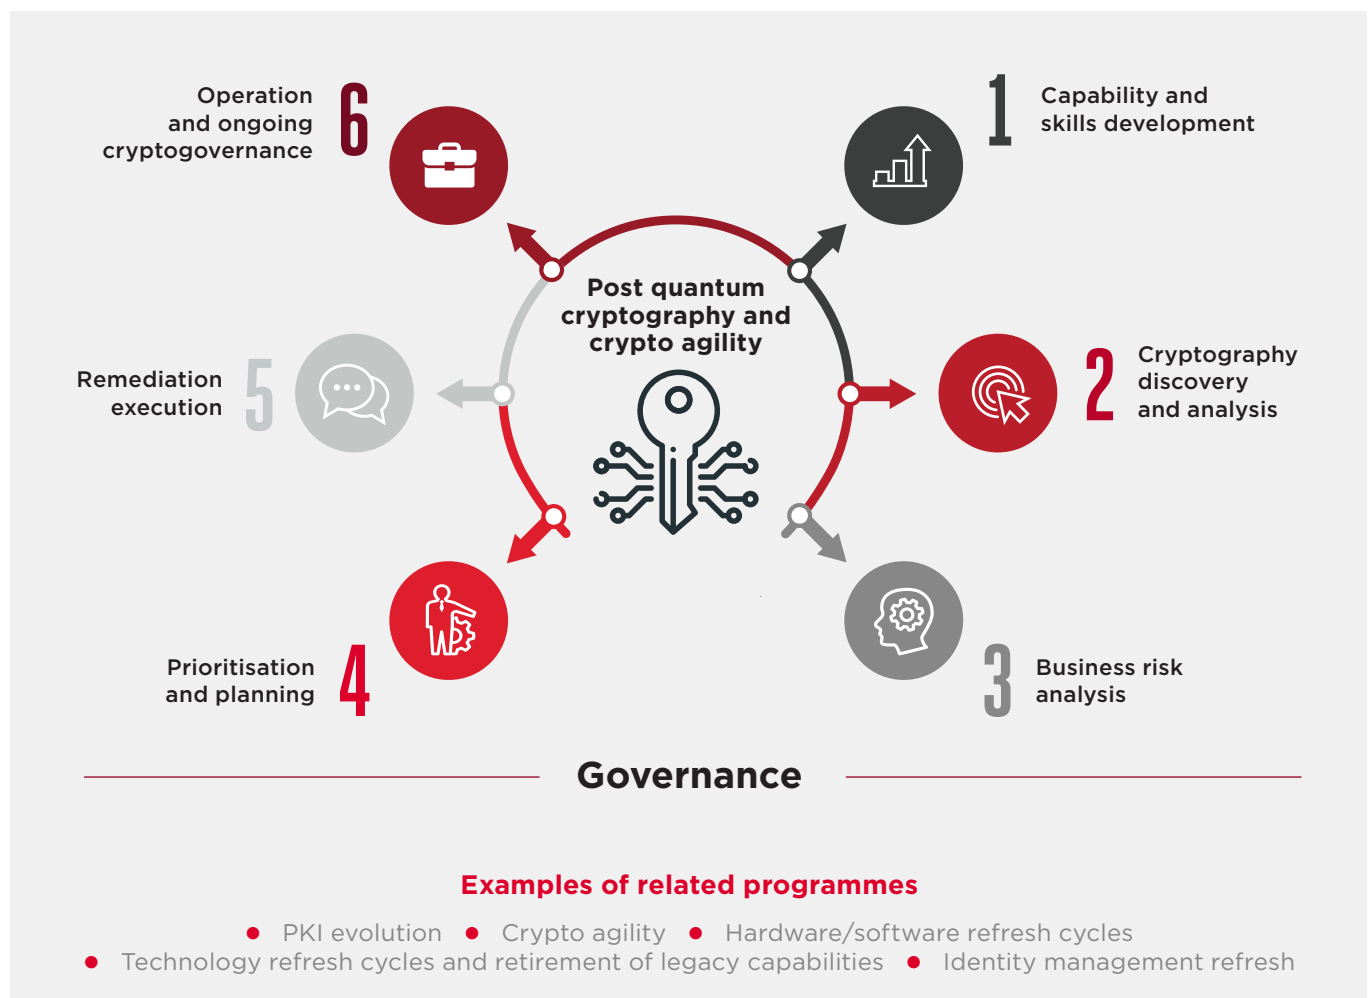 Post quantum
cryptography and
crypto agility
1
Capability and
skills development
2
Cryptography
discovery
and analysis
3
Business risk
analysis
4
Prioritisation
and planning
5
Remediation
execution
6
Operation
and ongoing
cryptogovernance
Governance
Examples of related programmes
● PKI evolution ● Crypto agility ● Hardware/software refresh cycles
● Technology refresh cycles and retirement of legacy capabilities ● Identity management refresh